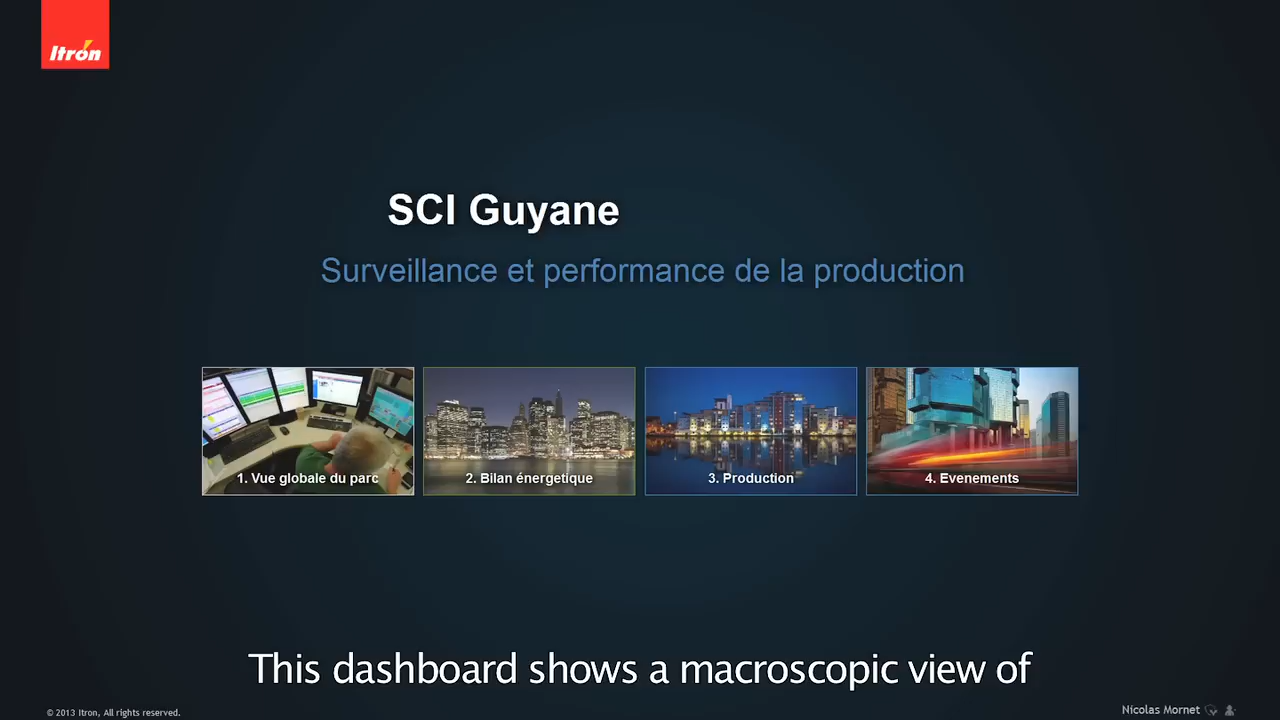 Itron
SCI Guyane
Surveillance et performance de la production
1. Vue globale du parc
2. Bilan énergetique
3. Production
4. Evenements
This dashboard shows a macroscopic view of
© 2013 Itron, All rights reserved.
Nicolas Mornet